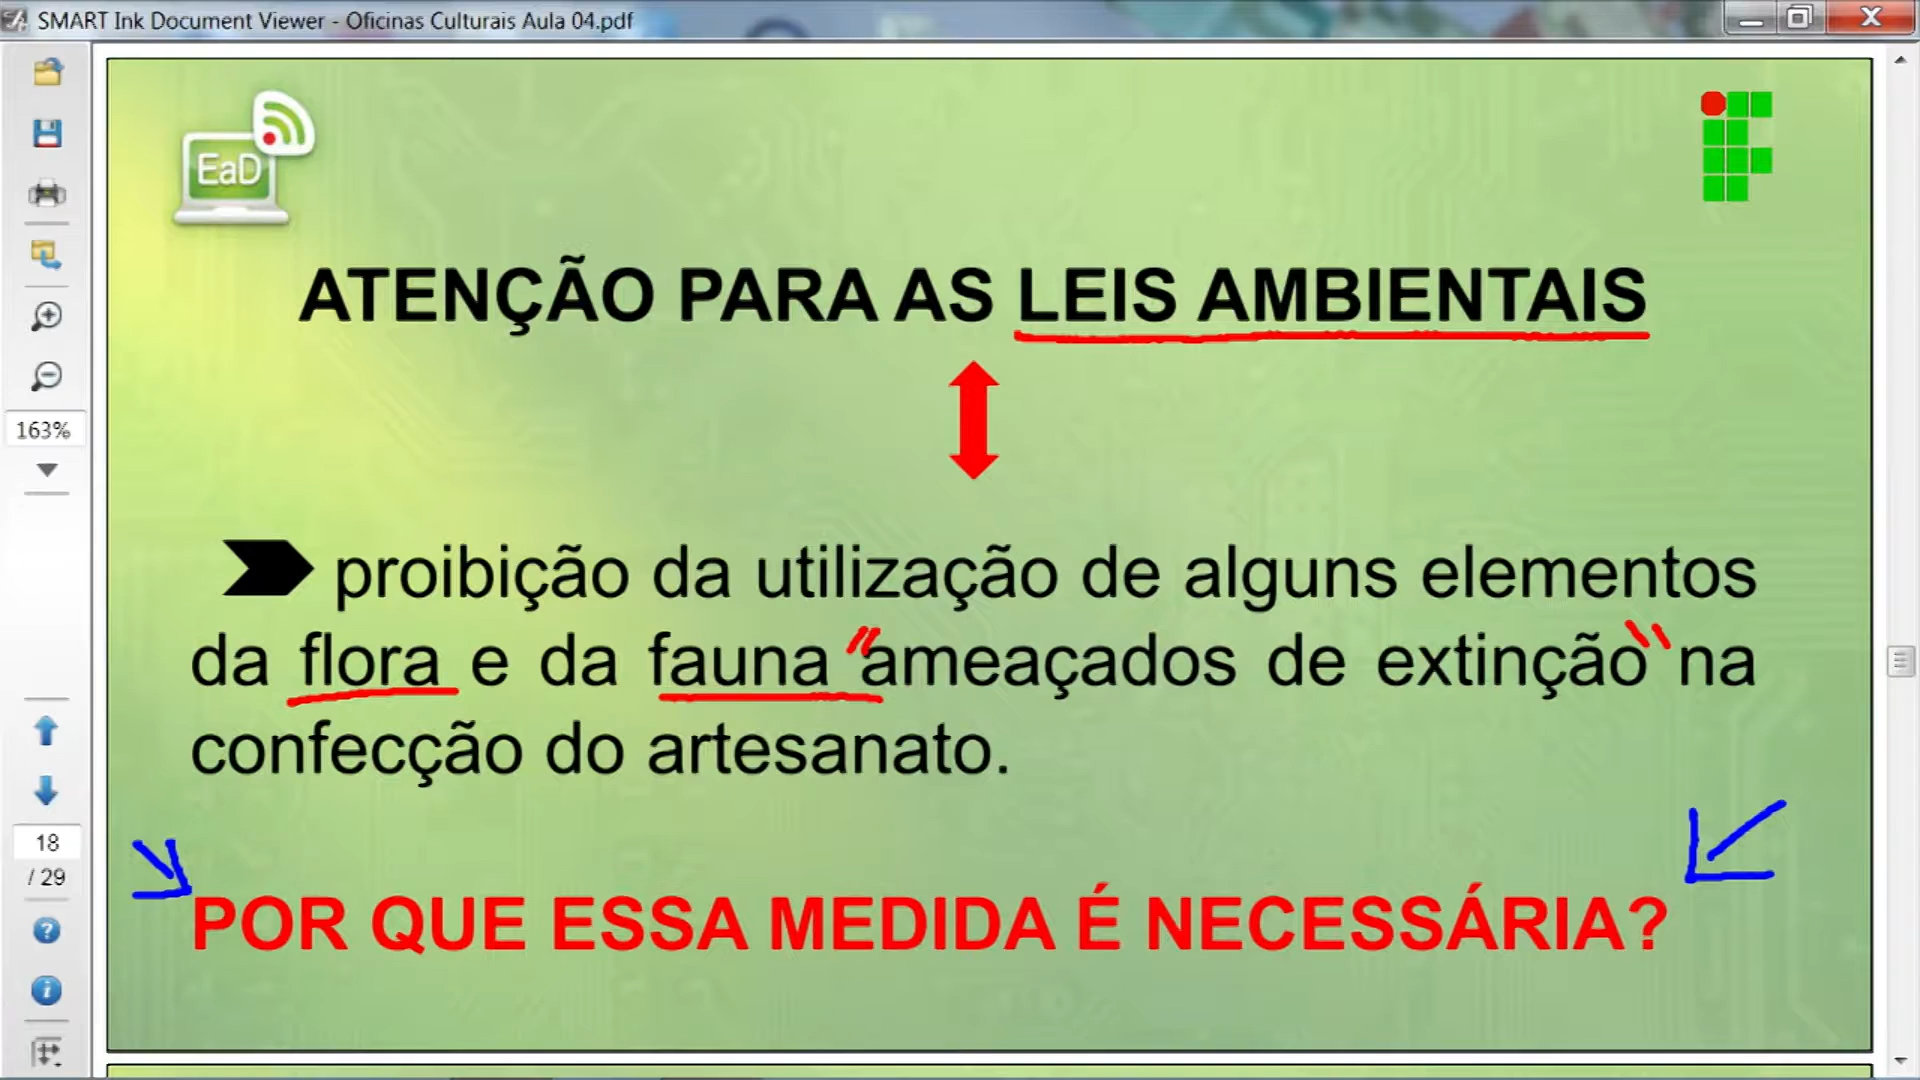 SMART Ink Document Viewer - Oficinas Culturais Aula 04.pdf
EaD
ATENÇÃO PARA AS LEIS AMBIENTAIS
proibição da utilização de alguns elementos
da flora e da fauna "ameaçados de extinção" na
confecção do artesanato.
POR QUE ESSA MEDIDA É NECESSÁRIA?
163%
18
/ 29